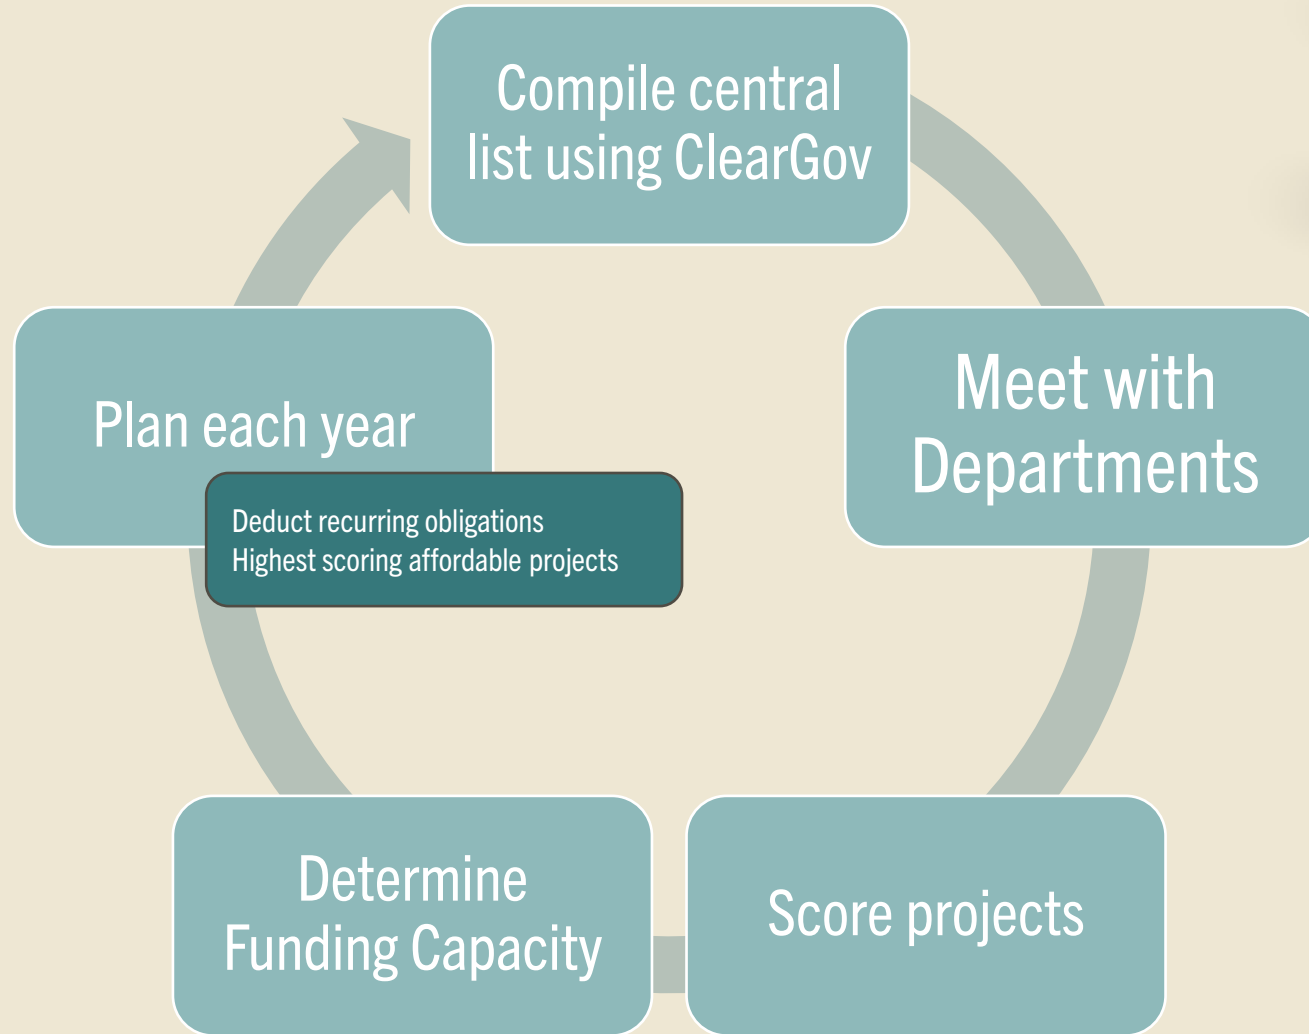 Compile central
list using ClearGov
Meet with
Departments
Score projects
Determine
Funding Capacity
Plan each year
Deduct recurring obligations
Highest scoring affordable projects